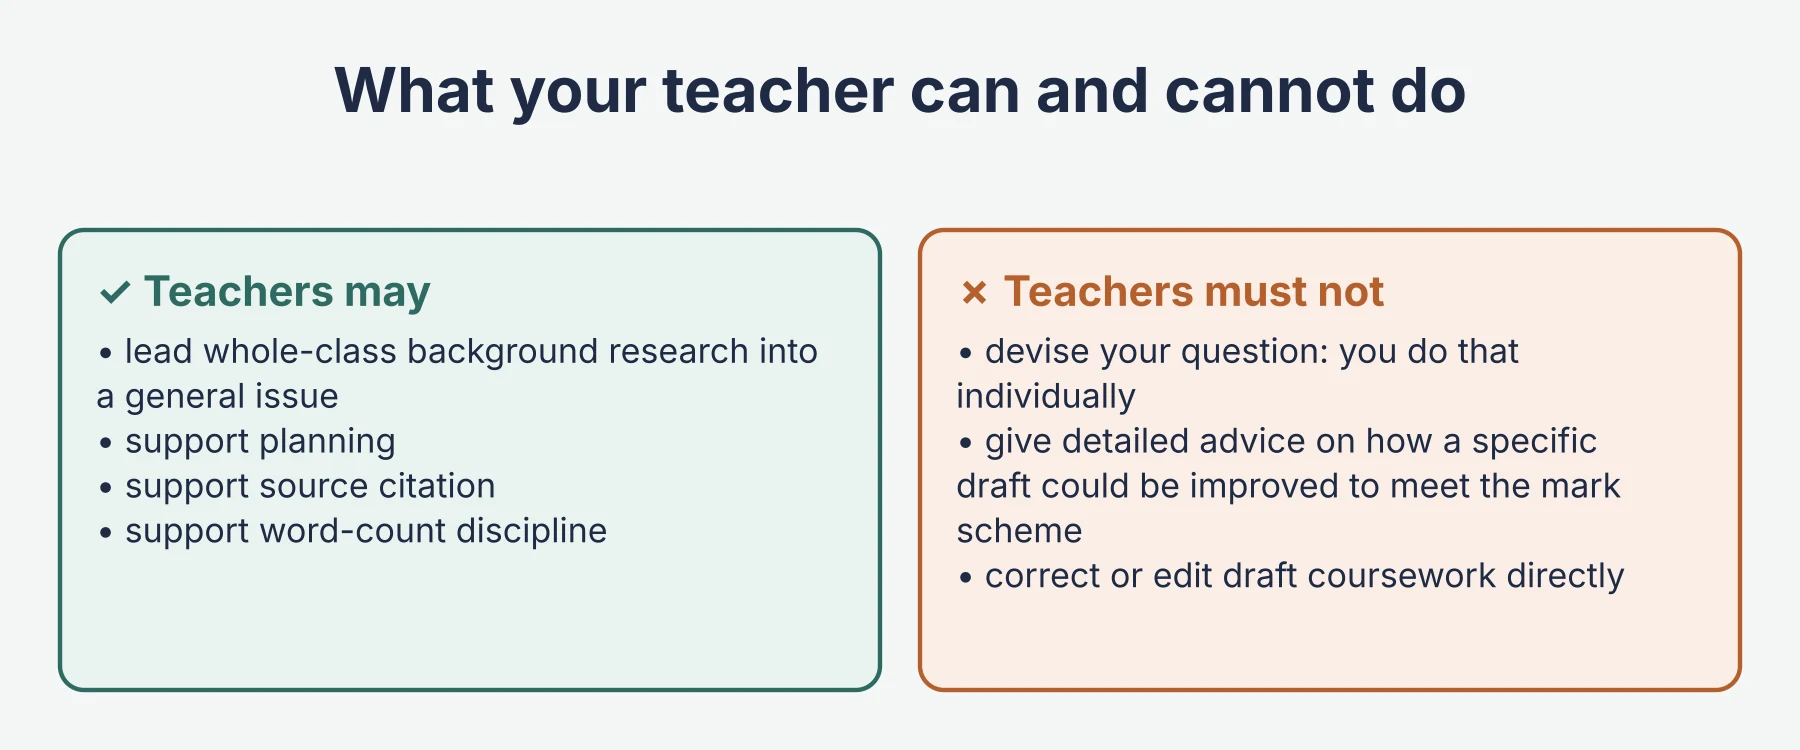 What your teacher can and cannot do
✓ Teachers may
• lead whole-class background research into
a general issue
• support planning
• support source citation
• support word-count discipline
× Teachers must not
• devise your question: you do that
individually
• give detailed advice on how a specific
draft could be improved to meet the mark
scheme
• correct or edit draft coursework directly